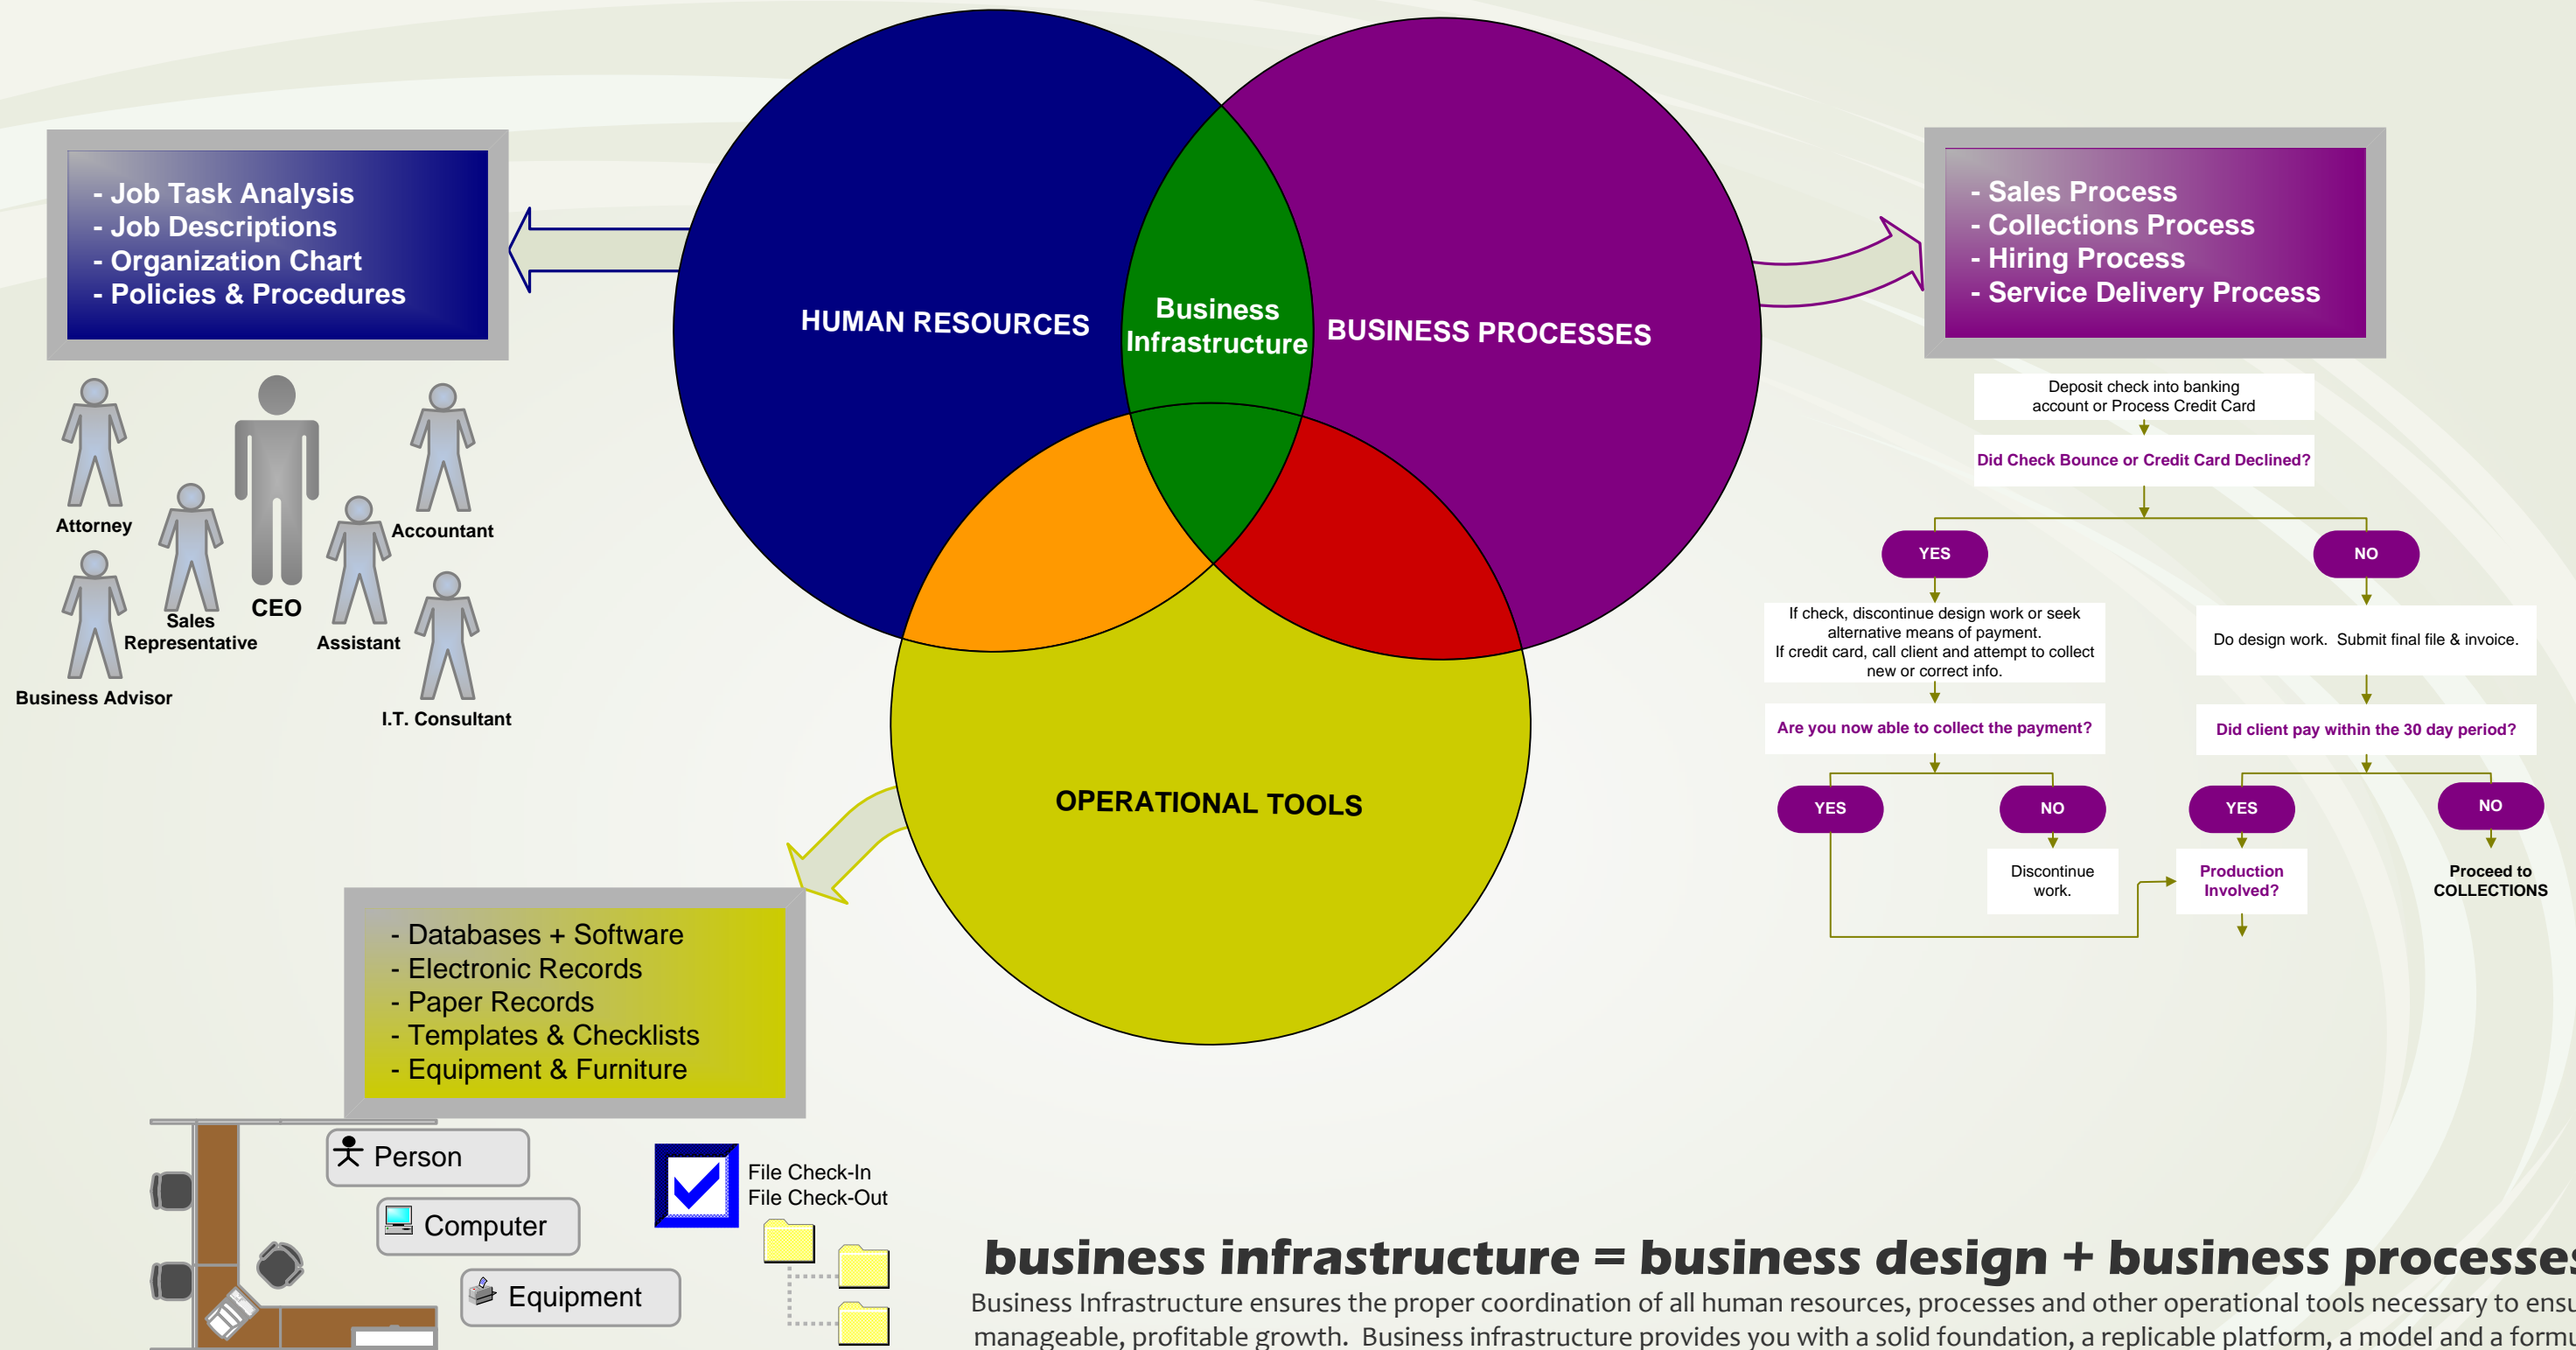 - Job Task Analysis
- Job Descriptions
- Organization Chart
- Policies & Procedures
HUMAN RESOURCES
Business
Infrastructure
BUSINESS PROCESSES
- Sales Process
- Collections Process
- Hiring Process
- Service Delivery Process
Attorney
Accountant
Sales
Representative
CEO
Assistant
Business Advisor
I.T. Consultant
Deposit check into banking
account or Process Credit Card
Did Check Bounce or Credit Card Declined?
YES
NO
If check, discontinue design work or seek
alternative means of payment.
If credit card, call client and attempt to collect
new or correct info.
Do design work.  Submit final file & invoice.
Are you now able to collect the payment?
Did client pay within the 30 day period?
YES
NO
YES
NO
Discontinue
work.
Production
Involved?
Proceed to
COLLECTIONS
OPERATIONAL TOOLS
- Databases + Software
- Electronic Records
- Paper Records
- Templates & Checklists
- Equipment & Furniture
Person
Computer
Equipment
File Check-In
File Check-Out
business infrastructure = business design + business processes
Business Infrastructure ensures the proper coordination of all human resources, processes and other operational tools necessary to
manageable, profitable growth.  Business infrastructure provides you with a solid foundation, a replicable platform, a model and a